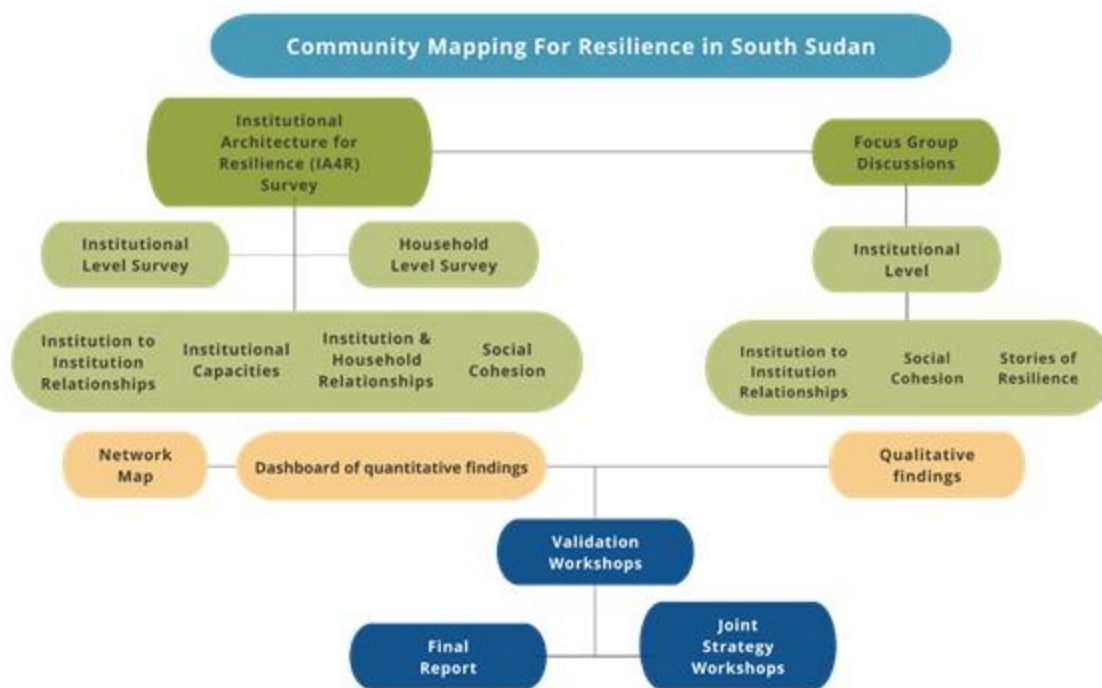 Community Mapping For Resilience in South Sudan
Institutional
Architecture for
Resilience (IA4R)
Survey
Focus Group
Discussions
Institutional
Level Survey
Household
Level Survey
Institutional
Level
Institution to
Institution
Relationships
Institutional
Capacities
Institution &
Household
Relationships
Social
Cohesion
Institution to
Institution
Relationships
Social
Cohesion
Stories of
Resilience
Network
Map
Dashboard of quantitative findings
Qualitative
findings
Validation
Workshops
Final
Report
Joint
Strategy
Workshops